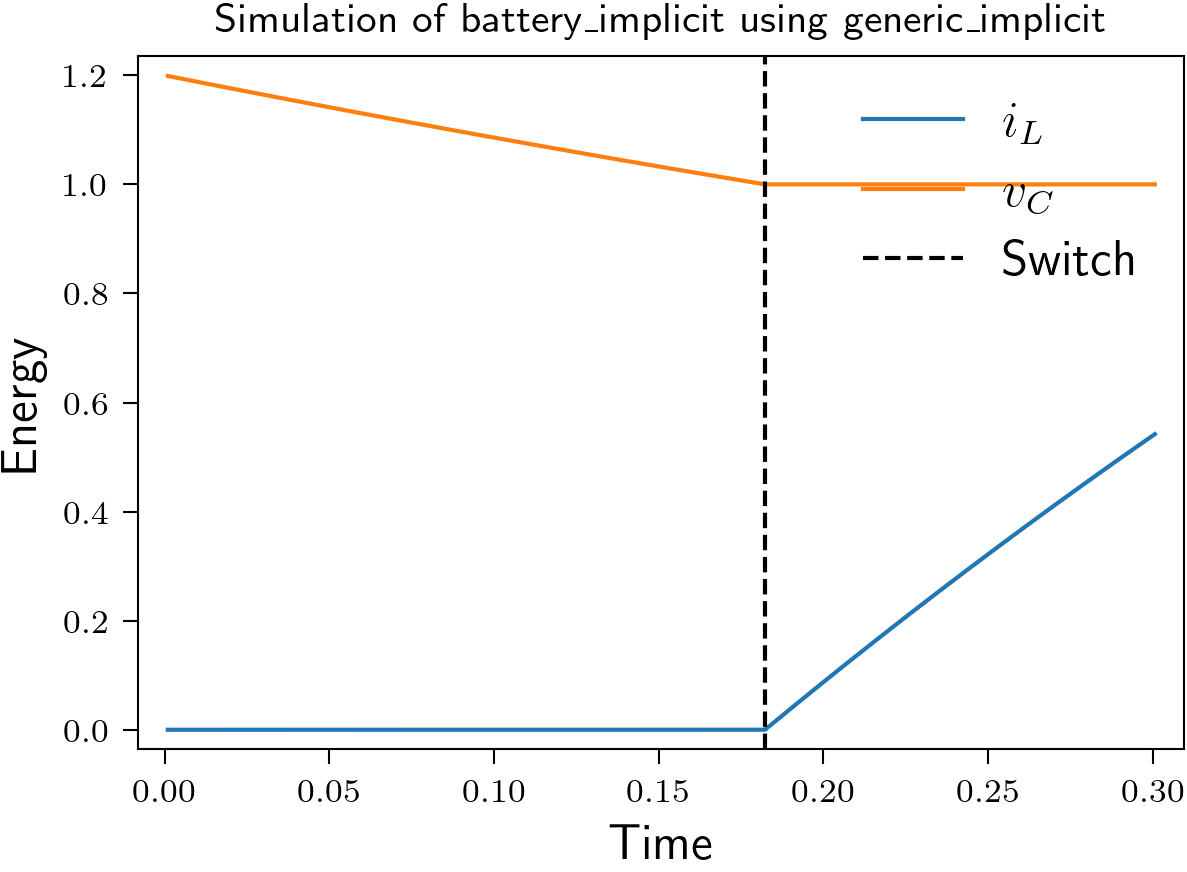 Simulation of battery_implicit using generic_implicit
Energy
1.2
1.0
0.8
0.6
0.4
0.2
0.0
i_L
v_C
Switch
0.00 0.05 0.10 0.15 0.20 0.25 0.30
Time